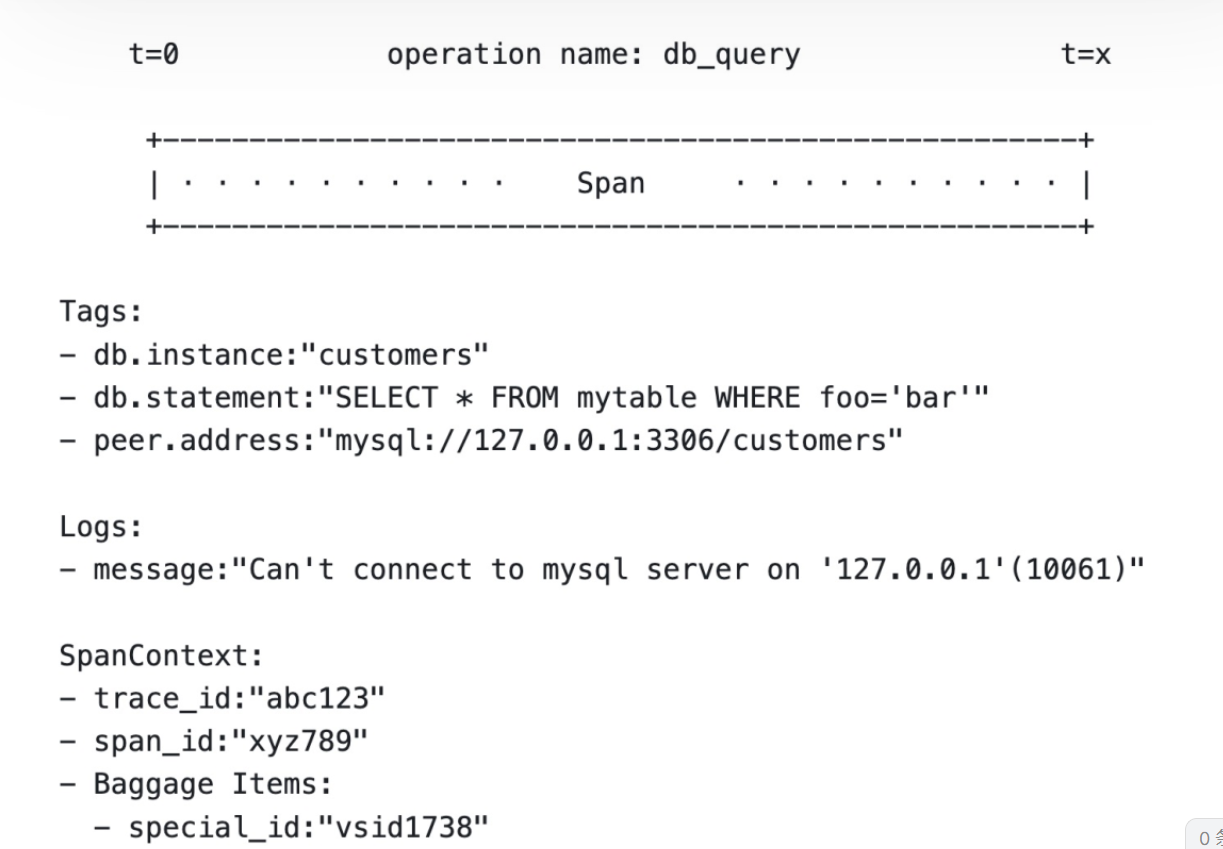 t=0 operation name: db_query t=x
+–––––––––––––––––––––––––––––––––––––––––––––––––––––+
| · · · · · · · · · · Span · · · · · · · · · · |
+–––––––––––––––––––––––––––––––––––––––––––––––––––––+
Tags:
– db.instance:"customers"
– db.statement:"SELECT * FROM mytable WHERE foo='bar'"
– peer.address:"mysql://127.0.0.1:3306/customers"
Logs:
– message:"Can't connect to mysql server on '127.0.0.1'(10061)"
SpanContext:
– trace_id:"abc123"
– span_id:"xyz789"
– Baggage Items:
– special_id:"vsid1738"
0